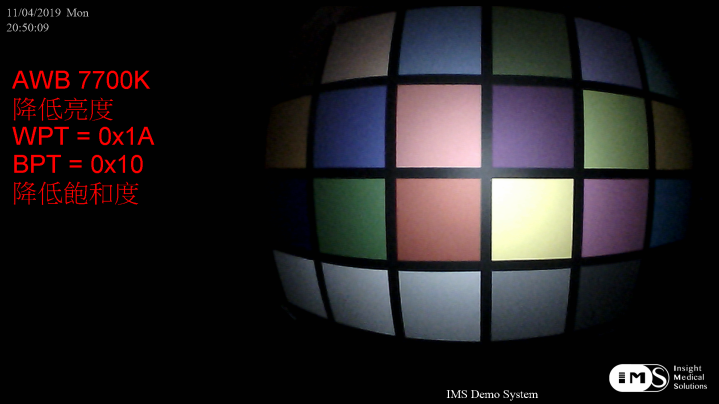 11/04/2019 Mon
20:50:09
AWB 7700K
降低亮度
WPT = 0x1A
BPT = 0x10
降低飽和度
IMS Demo System
iMS
Insight
Medical
Solutions